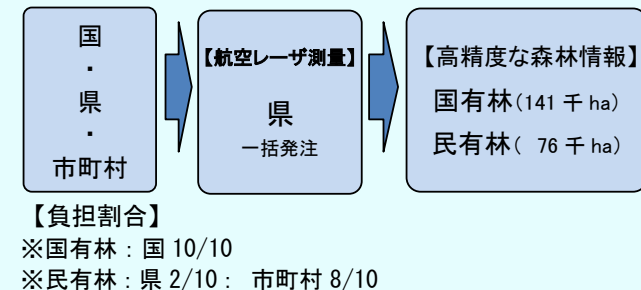 国
・
県
・
市町村
【航空レーザ測量】
県
一括発注
【高精度な森林情報】
国有林(141 千 ha)
民有林( 76 千 ha)
【負担割合】
※国有林：国 10/10
※民有林：県 2/10： 市町村 8/10